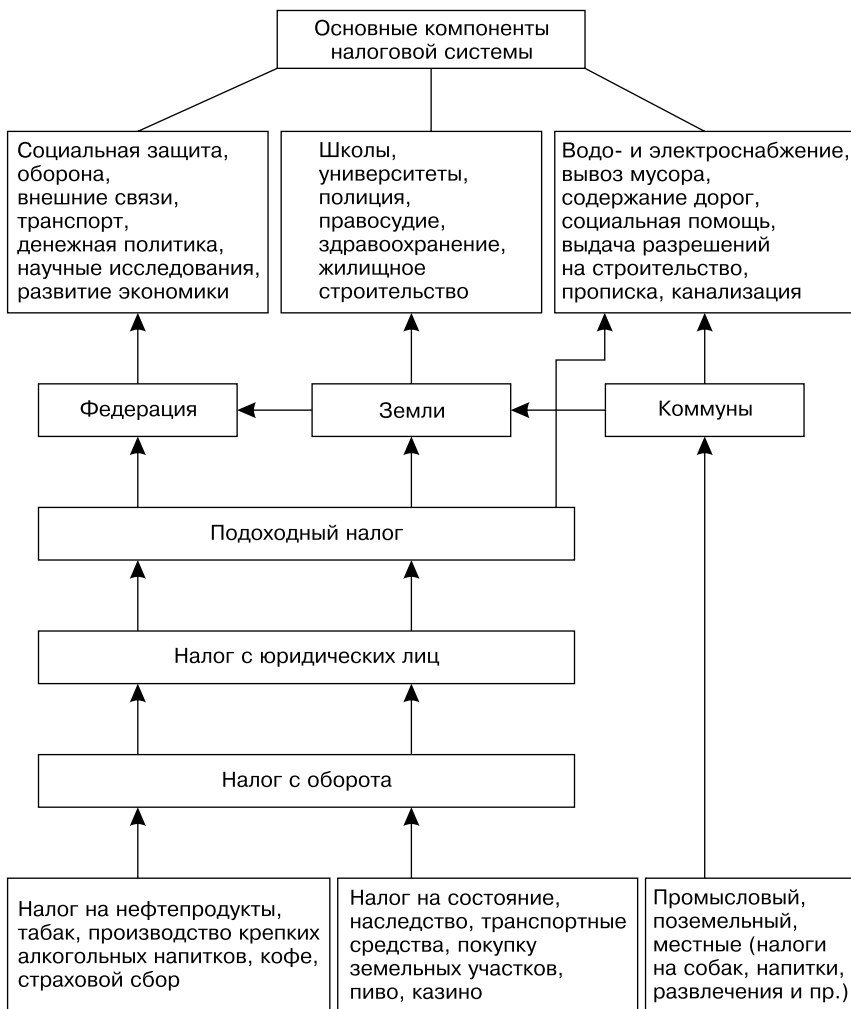 Основные компоненты
налоговой системы
Социальная защита,
оборона,
внешние связи,
транспорт,
денежная политика,
научные исследования,
развитие экономики
Школы,
университеты,
полиция,
правосудие,
здравоохранение,
жилищное
строительство
Водо- и электроснабжение,
вывоз мусора,
содержание дорог,
социальная помощь,
выдача разрешений
на строительство,
прописка, канализация
Федерация
Земли
Коммуны
Подоходный налог
Налог с юридических лиц
Налог с оборота
Налог на нефтепродукты,
табак, производство крепких
алкогольных напитков, кофе,
страховой сбор
Налог на состояние,
наследство, транспортные
средства, покупку
земельных участков,
пиво, казино
Промысловый,
поземельный,
местные (налоги
на собак, напитки,
развлечения и пр.)